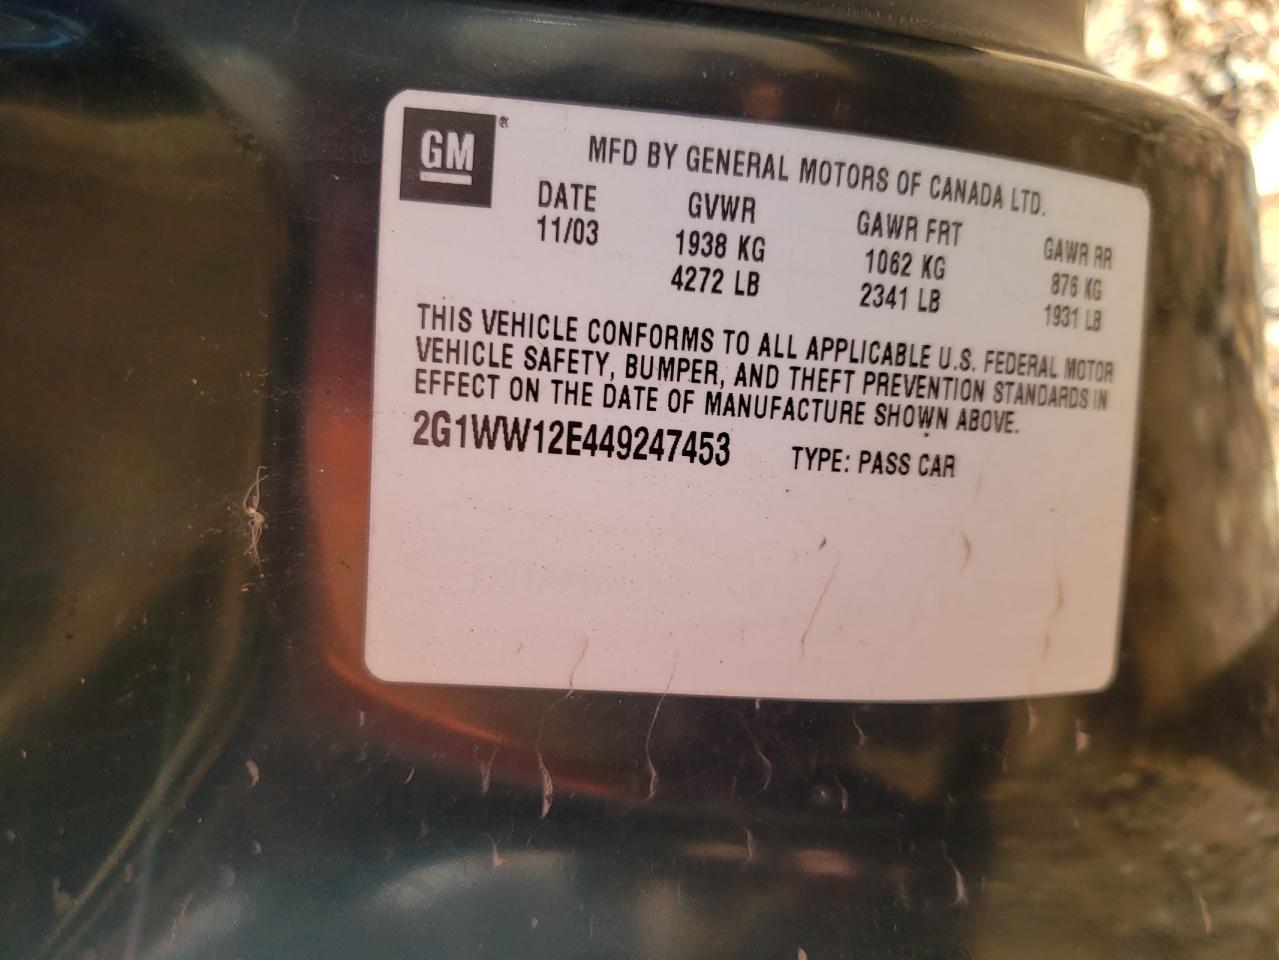 GM®
MFD BY GENERAL MOTORS OF CANADA LTD.
DATE GVWR GAWR FRT GAWR RR
11/03 1938 KG 1062 KG 876 KG
4272 LB 2341 LB 1931 LB
THIS VEHICLE CONFORMS TO ALL APPLICABLE U.S. FEDERAL MOTOR
VEHICLE SAFETY, BUMPER, AND THEFT PREVENTION STANDARDS IN
EFFECT ON THE DATE OF MANUFACTURE SHOWN ABOVE.
2G1WW12E449247453 TYPE: PASS CAR